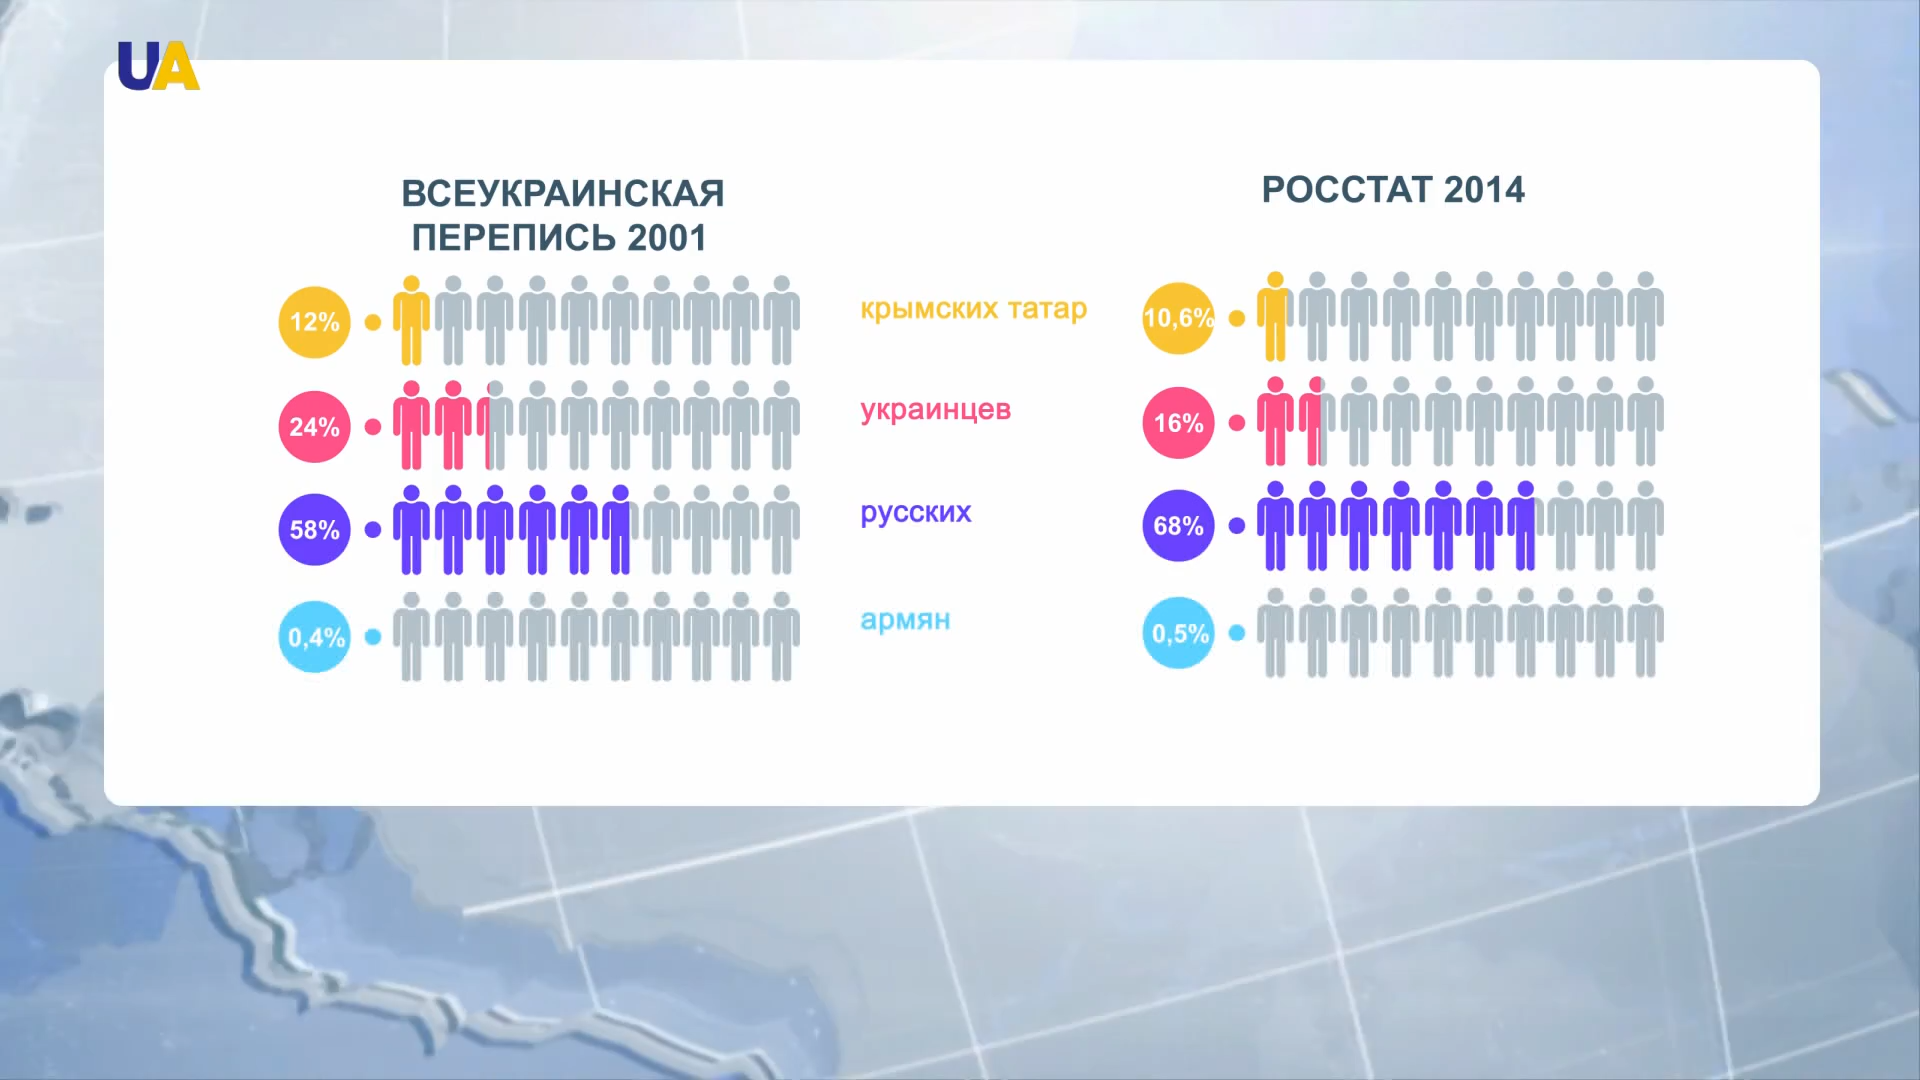 UA
ВСЕУКРАИНСКАЯ
ПЕРЕПИСЬ 2001
РОССТАТ 2014
12%
крымских татар
10,6%
24%
украинцев
16%
58%
русских
68%
0,4%
армян
0,5%